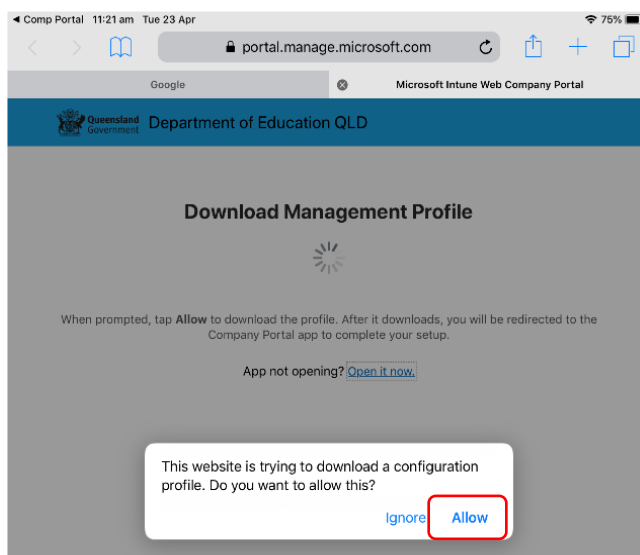 Comp Portal 11:21 am Tue 23 Apr 75%
portal.manage.microsoft.com
Google Microsoft Intune Web Company Portal
Queensland
Government
Department of Education QLD
Download Management Profile
When prompted, tap Allow to download the profile. After it downloads, you will be redirected to the
Company Portal app to complete your setup.
App not opening? Open it now.
This website is trying to download a configuration
profile. Do you want to allow this?
Ignore Allow